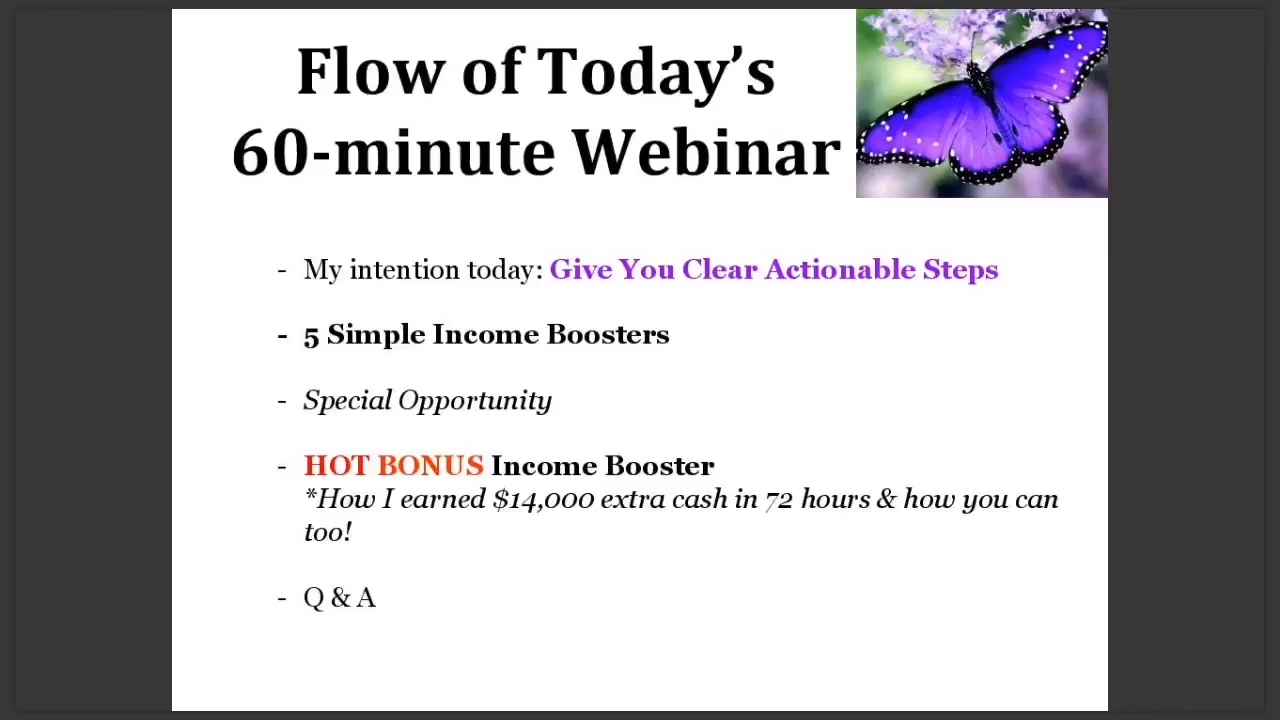 Flow of Today’s
60-minute Webinar
- My intention today: Give You Clear Actionable Steps
- 5 Simple Income Boosters
- Special Opportunity
- HOT BONUS Income Booster
*How I earned $14,000 extra cash in 72 hours & how you can
too!
- Q & A